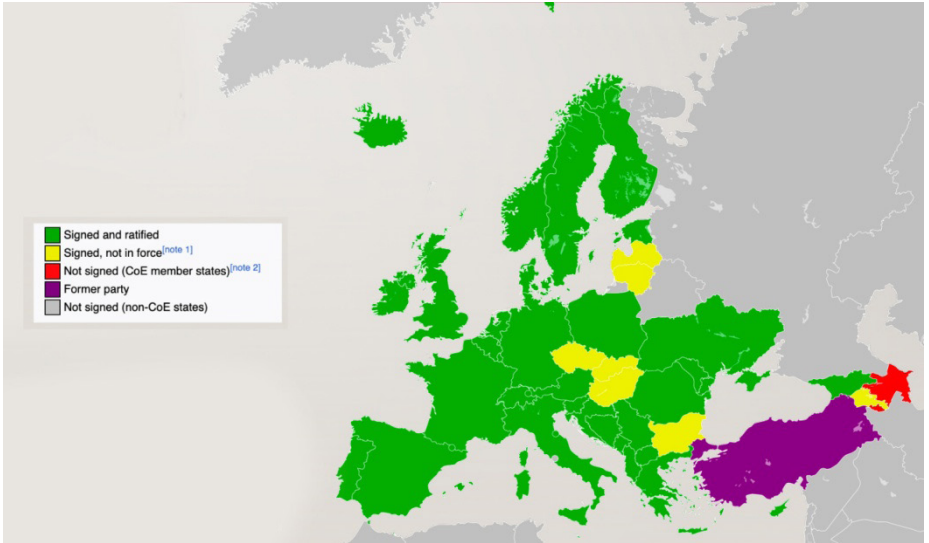 Signed and ratified
Signed, not in force[note 1]
Not signed (CoE member states)[note 2]
Former party
Not signed (non-CoE states)